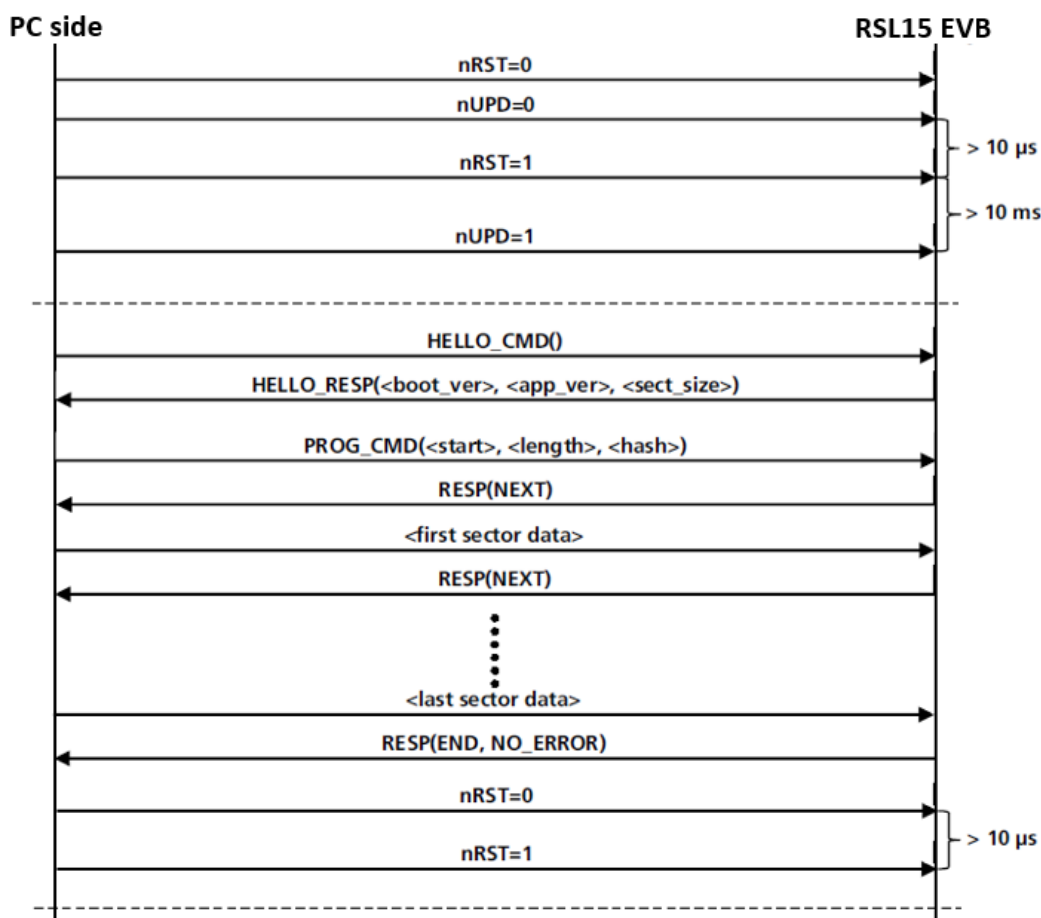 PC side
RSL15 EVB
nRST=0
nUPD=0
> 10 µs
nRST=1
> 10 ms
nUPD=1
HELLO_CMD()
HELLO_RESP(<boot_ver>, <app_ver>, <sect_size>)
PROG_CMD(<start>, <length>, <hash>)
RESP(NEXT)
<first sector data>
RESP(NEXT)
<last sector data>
RESP(END, NO_ERROR)
nRST=0
> 10 µs
nRST=1